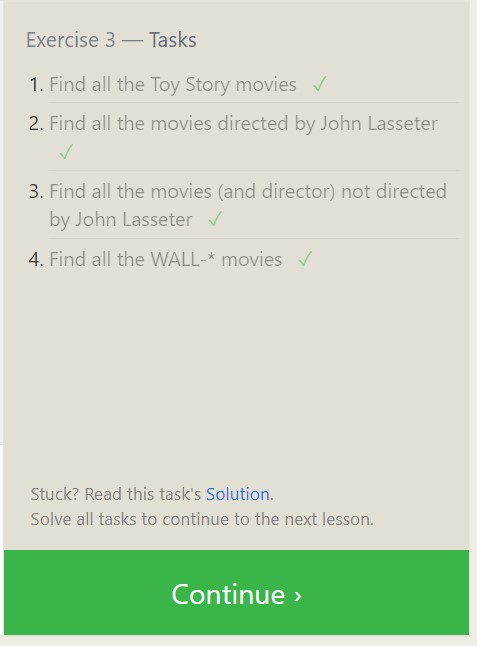 Exercise 3 — Tasks
1. Find all the Toy Story movies ✓
2. Find all the movies directed by John Lasseter
✓
3. Find all the movies (and director) not directed
by John Lasseter ✓
4. Find all the WALL-* movies ✓
Stuck? Read this task's Solution.
Solve all tasks to continue to the next lesson.
Continue ›